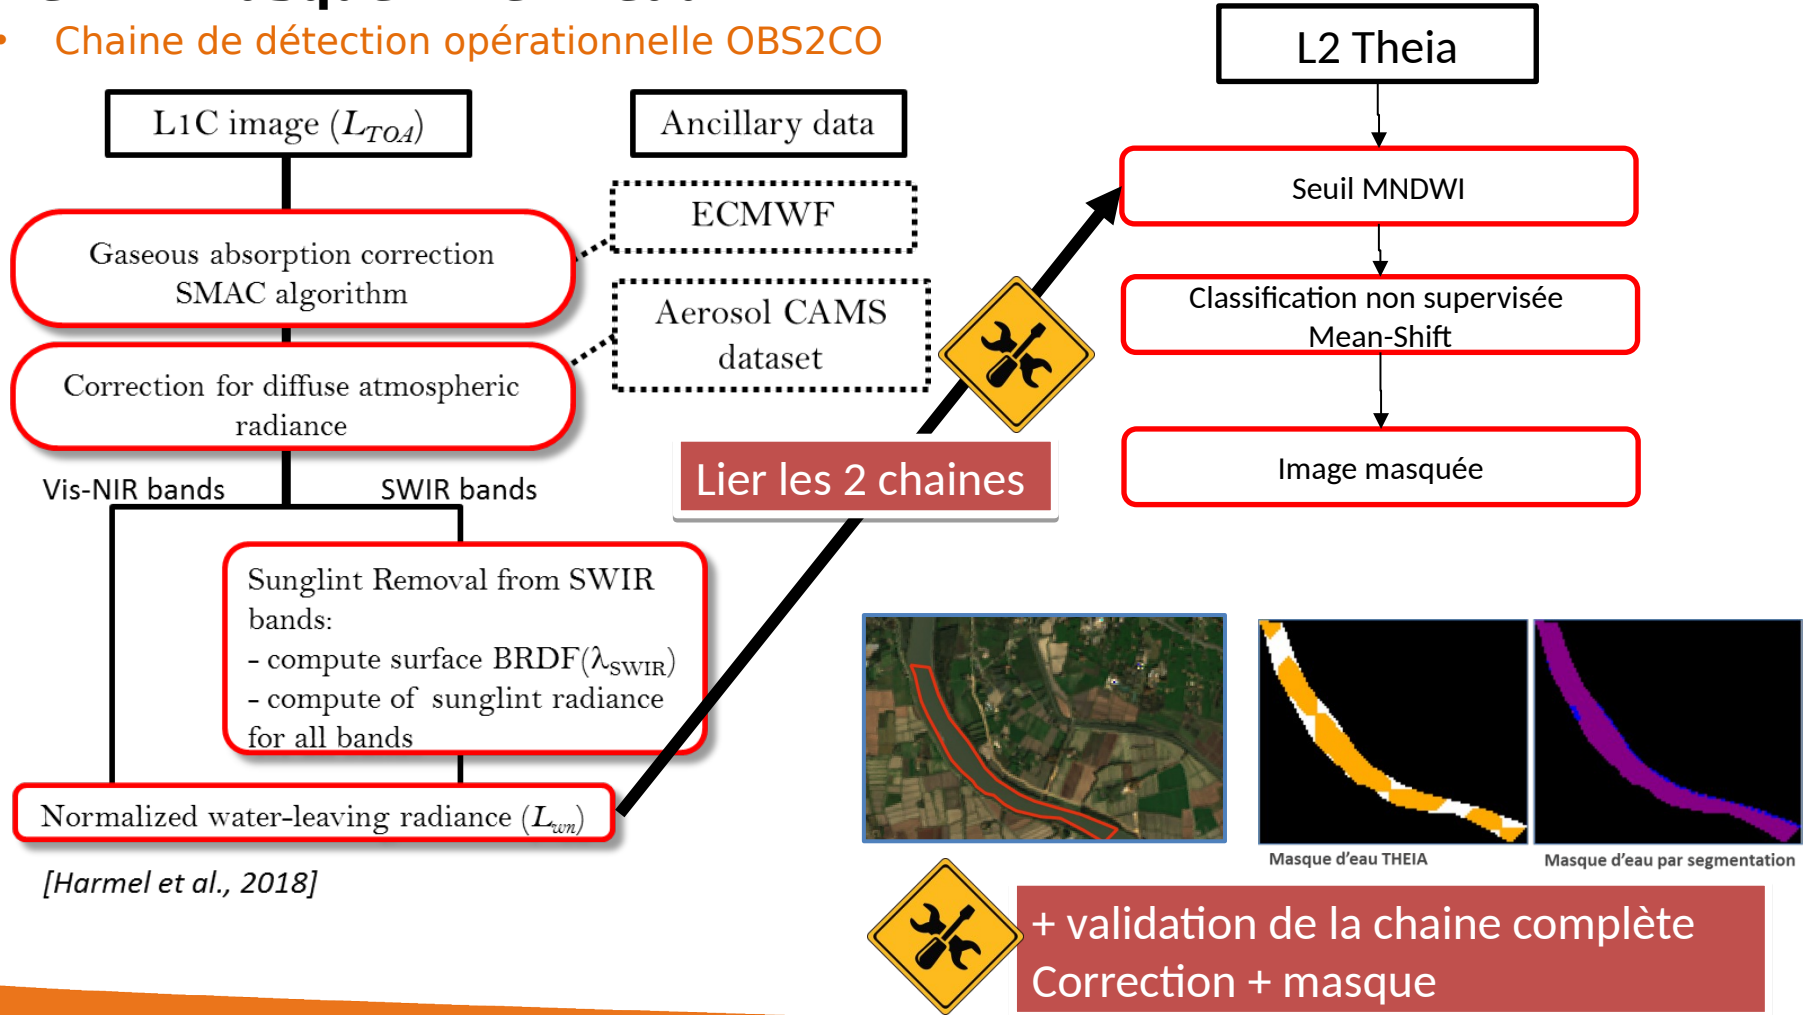 Chaine de détection opérationnelle OBS2CO
L1C image (LTOA)
Ancillary data
ECMWF
Gaseous absorption correction
SMAC algorithm
Aerosol CAMS
dataset
Correction for diffuse atmospheric
radiance
Vis-NIR bands
SWIR bands
Sunglint Removal from SWIR
bands:
- compute surface BRDF(λSWIR)
- compute of sunglint radiance
for all bands
Normalized water-leaving radiance (Lwn)
[Harmel et al., 2018]
Lier les 2 chaines
L2 Theia
Seuil MNDWI
Classification non supervisée
Mean-Shift
Image masquée
Masque d'eau THEIA
Masque d'eau par segmentation
+ validation de la chaine complète
Correction + masque